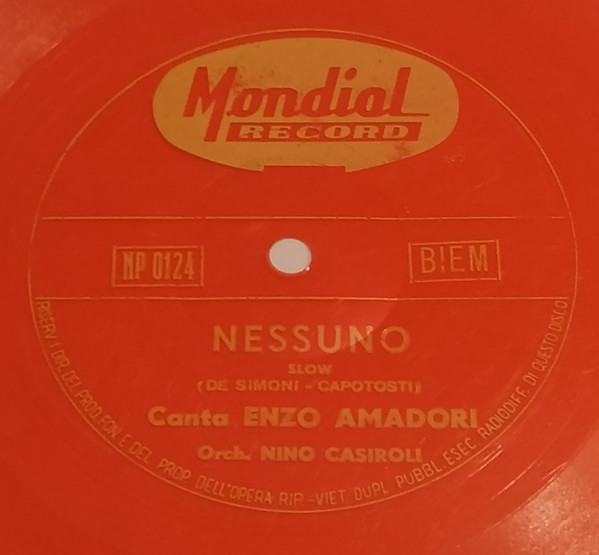 Mondial
RECORD
NP 0124
BIEM
NESSUNO
SLOW
(DE SIMONI - CAPOTOSTI)
Canta ENZO AMADORI
Orch. NINO CASIROLI
RISERV. I DIR. DEL PROD. FON. E DEL PROP. DELL'OPERA RIP. - VIET. DUPL. PUBBL. ESEC. RADIODIFF. DI QUESTO DISCO